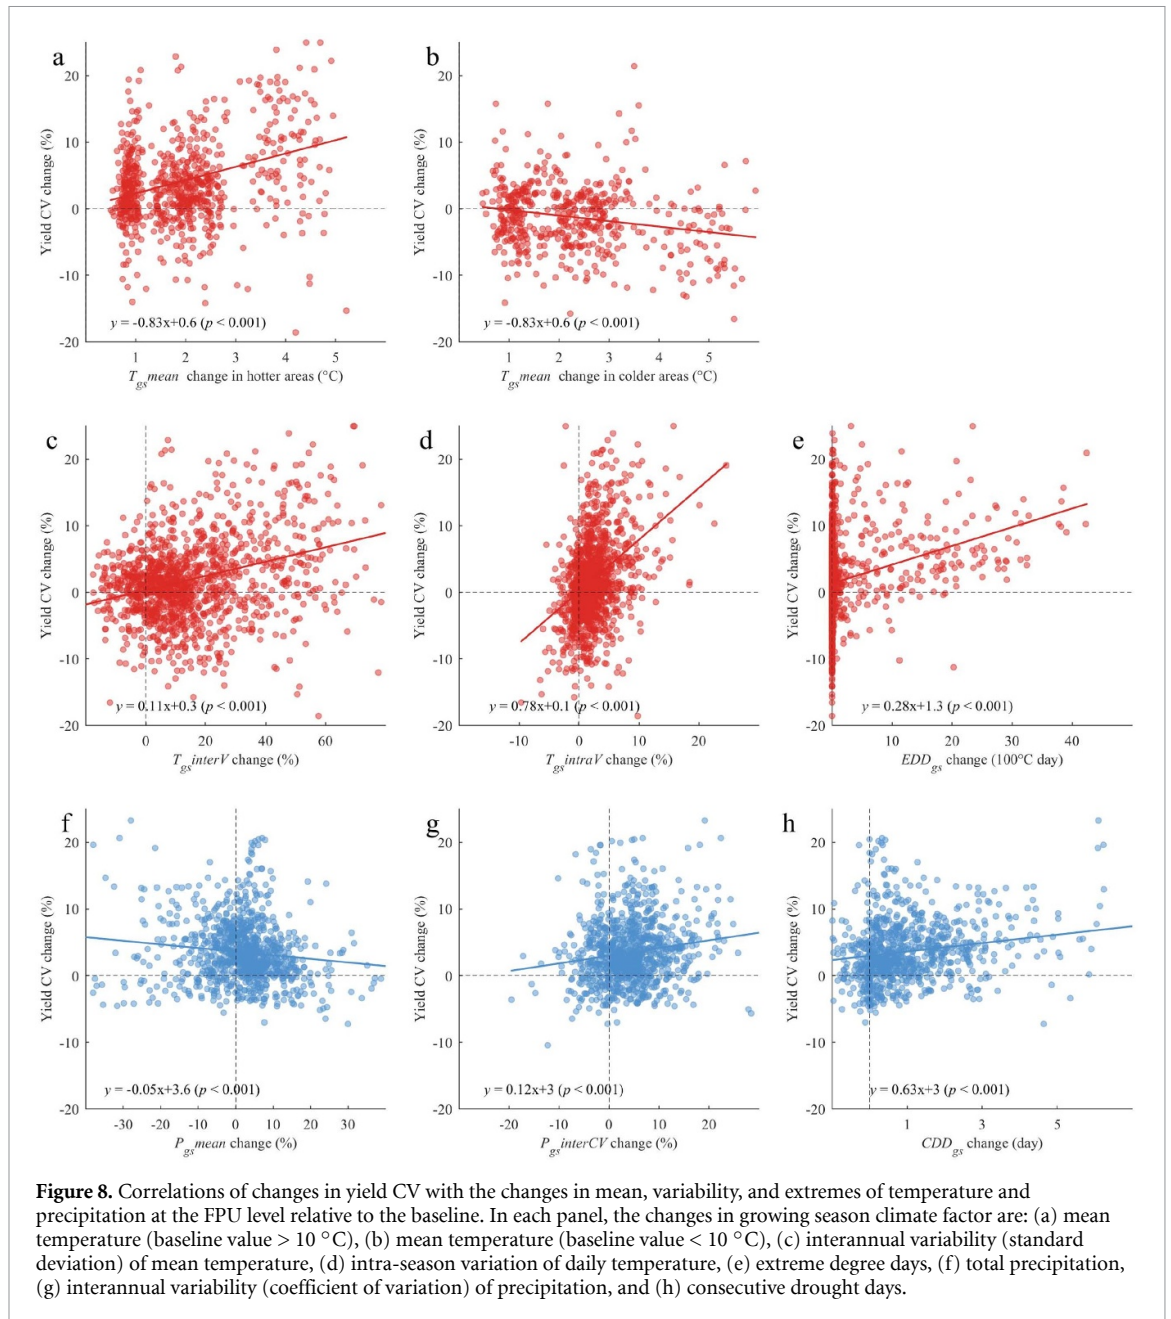 a
20
10
0
-10
-20
Yield CV change (%)
y = -0.83x+0.6 (p < 0.001)
1 2 3 4 5
T_gs mean change in hotter areas (°C)
b
20
10
0
-10
-20
Yield CV change (%)
y = -0.83x+0.6 (p < 0.001)
1 2 3 4 5
T_gs mean change in colder areas (°C)
c
20
10
0
-10
-20
Yield CV change (%)
y = 0.11x+0.3 (p < 0.001)
0 20 40 60
T_gs interV change (%)
d
20
10
0
-10
-20
Yield CV change (%)
y = 0.78x+0.1 (p < 0.001)
-10 0 10 20
T_gs intraV change (%)
e
20
10
0
-10
-20
Yield CV change (%)
y = 0.28x+1.3 (p < 0.001)
0 10 20 30 40
EDD_gs change (100°C day)
f
20
10
0
-10
-20
Yield CV change (%)
y = -0.05x+3.6 (p < 0.001)
-30 -20 -10 0 10 20 30
P_gs mean change (%)
g
20
10
0
-10
-20
Yield CV change (%)
y = 0.12x+3 (p < 0.001)
-20 -10 0 10 20
P_gs interCV change (%)
h
20
10
0
-10
-20
Yield CV change (%)
y = 0.63x+3 (p < 0.001)
1 3 5
CDD_gs change (day)
Figure 8. Correlations of changes in yield CV with the changes in mean, variability, and extremes of temperature and
precipitation at the FPU level relative to the baseline. In each panel, the changes in growing season climate factor are: (a) mean
temperature (baseline value > 10 °C), (b) mean temperature (baseline value < 10 °C), (c) interannual variability (standard
deviation) of mean temperature, (d) intra-season variation of daily temperature, (e) extreme degree days, (f) total precipitation,
(g) interannual variability (coefficient of variation) of precipitation, and (h) consecutive drought days.